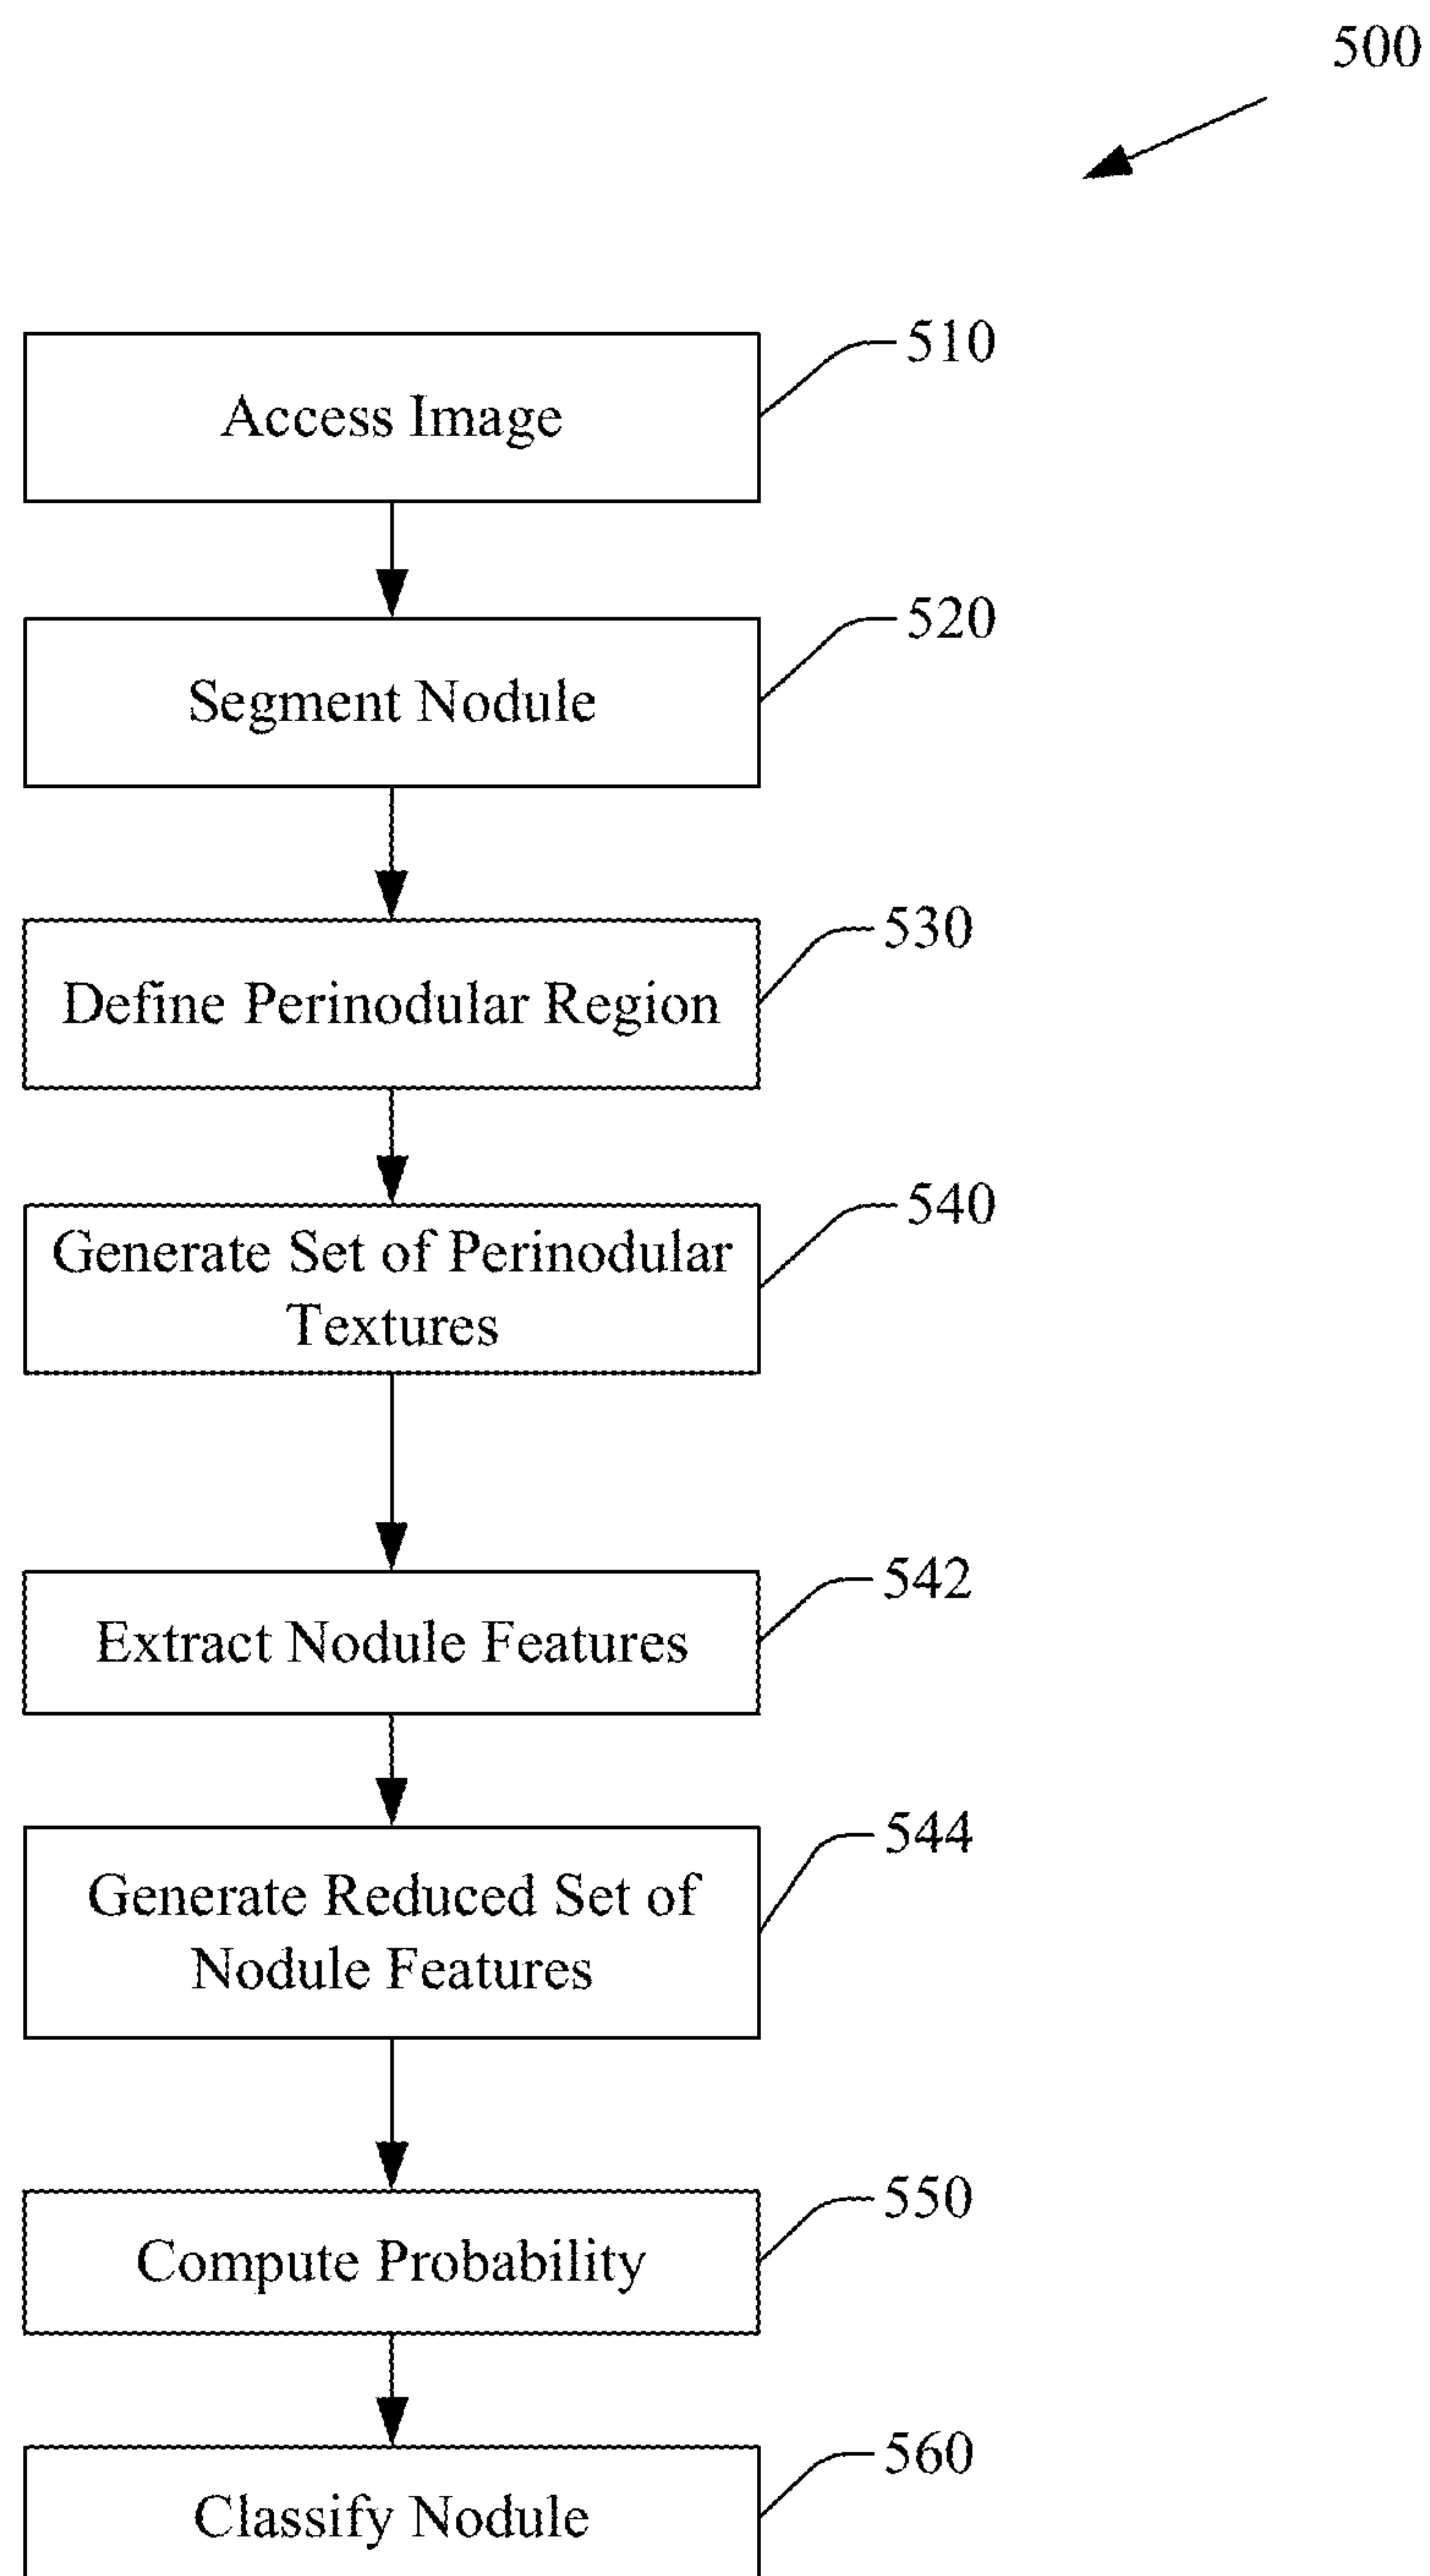 500
Access Image
510
Segment Nodule
520
Define Perinodular Region
530
Generate Set of Perinodular
Textures
540
Extract Nodule Features
542
Generate Reduced Set of
Nodule Features
544
Compute Probability
550
Classify Nodule
560